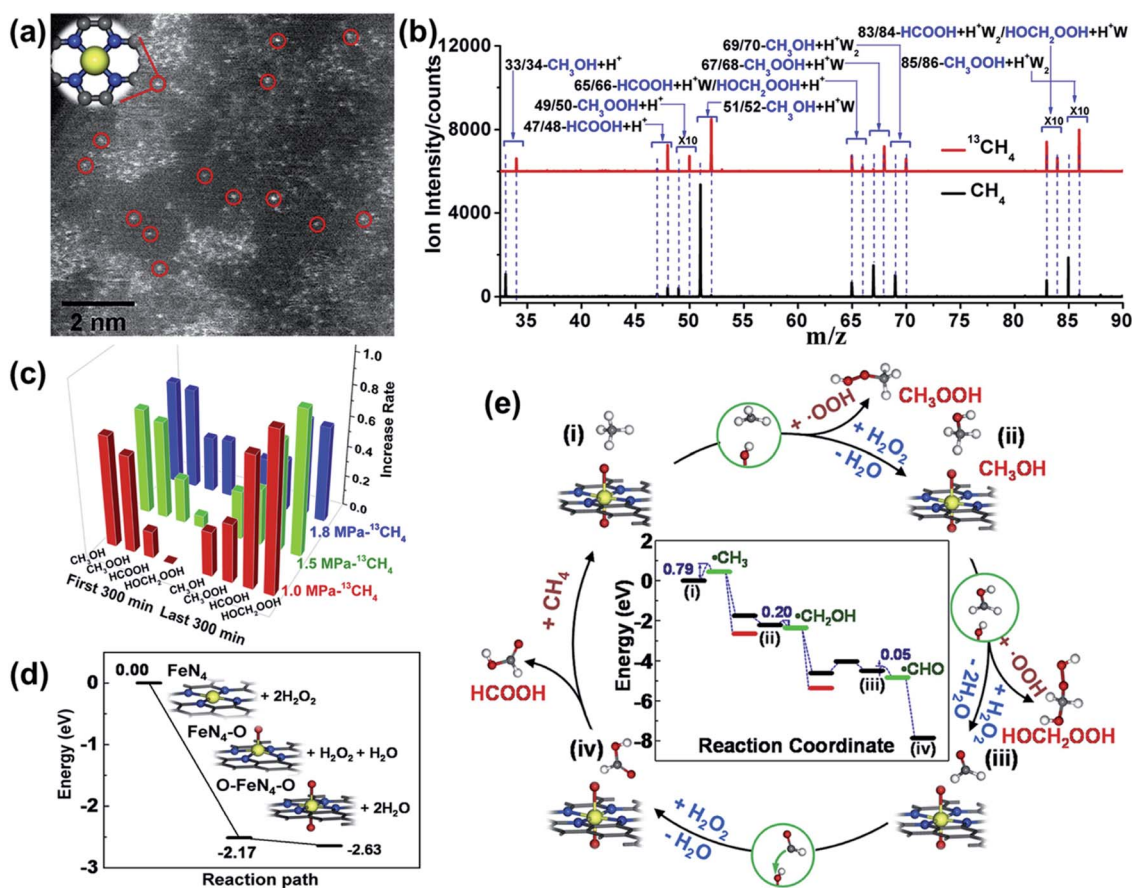 (a)
2 nm
(b)
12000
8000
4000
0
Ion Intensity/counts
33/34-CH₃OH+H⁺
65/66-HCOOH+H⁺W/HOCH₂OOH+H⁺
49/50-CH₃OOH+H⁺
47/48-HCOOH+H⁺
69/70-CH₃OH+H⁺W₂
67/68-CH₃OOH+H⁺W
51/52-CH₃OH+H⁺W
83/84-HCOOH+H⁺W₂/HOCH₂OOH+H⁺W
85/86-CH₃OOH+H⁺W₂
X10
X10
X10
¹³CH₄
CH₄
35 40 45 50 55 60 65 70 75 80 85 90
m/z
(c)
1.0
0.8
0.6
0.4
0.2
0.0
Increase Rate
1.8 MPa-¹³CH₄
1.5 MPa-¹³CH₄
1.0 MPa-¹³CH₄
CH₃OH
CH₃OOH
HCOOH
HOCH₂OOH
CH₃OH
CH₃OOH
HCOOH
HOCH₂OOH
First 300 min Last 300 min
(d)
0
-1
-2
-3
Energy (eV)
0.00
FeN₄
+ 2H₂O₂
FeN₄-O
+ H₂O₂ + H₂O
O-FeN₄-O
+ 2H₂O
-2.17
-2.63
Reaction path
(e)
(i)
+ ·OOH
CH₃OOH
+ H₂O₂
- H₂O
(ii)
CH₃OH
+ ·OOH
HOCH₂OOH
+ H₂O₂
- 2H₂O
(iii)
+ H₂O₂
- H₂O
(iv)
HCOOH
+ CH₄
0
-2
-4
-6
-8
Energy (eV)
0.79
•CH₃
(i)
0.20
•CH₂OH
(ii)
0.05
•CHO
(iii)
(iv)
Reaction Coordinate